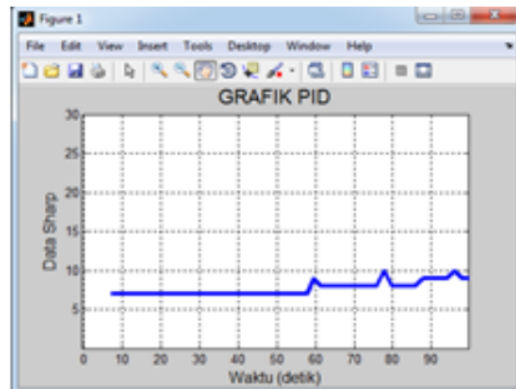 Figure 1
File Edit View Insert Tools Desktop Window Help
GRAFIK PID
30
25
20
15
10
5
Data Sharp
0 10 20 30 40 50 60 70 80 90
Waktu (detik)